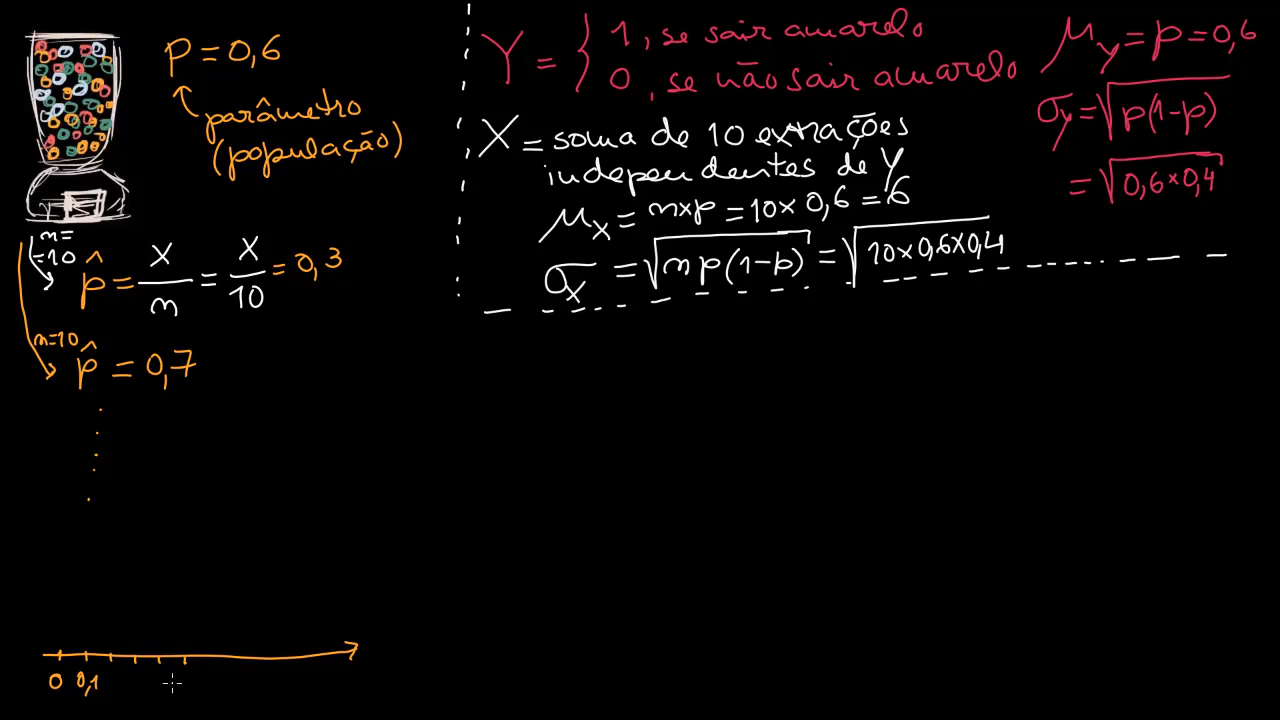 P = 0,6
parâmetro
(população)
n=
=10
p̂ = X/n = X/10 = 0,3
n=10
p̂ = 0,7
0 0,1
Y = { 1, se sair amarelo
0, se não sair amarelo
μy = p = 0,6
σy = √p(1-p)
= √0,6×0,4
X = soma de 10 extrações
independentes de Y
μx = n×p = 10×0,6 = 6
σx = √np(1-p) = √10×0,6×0,4